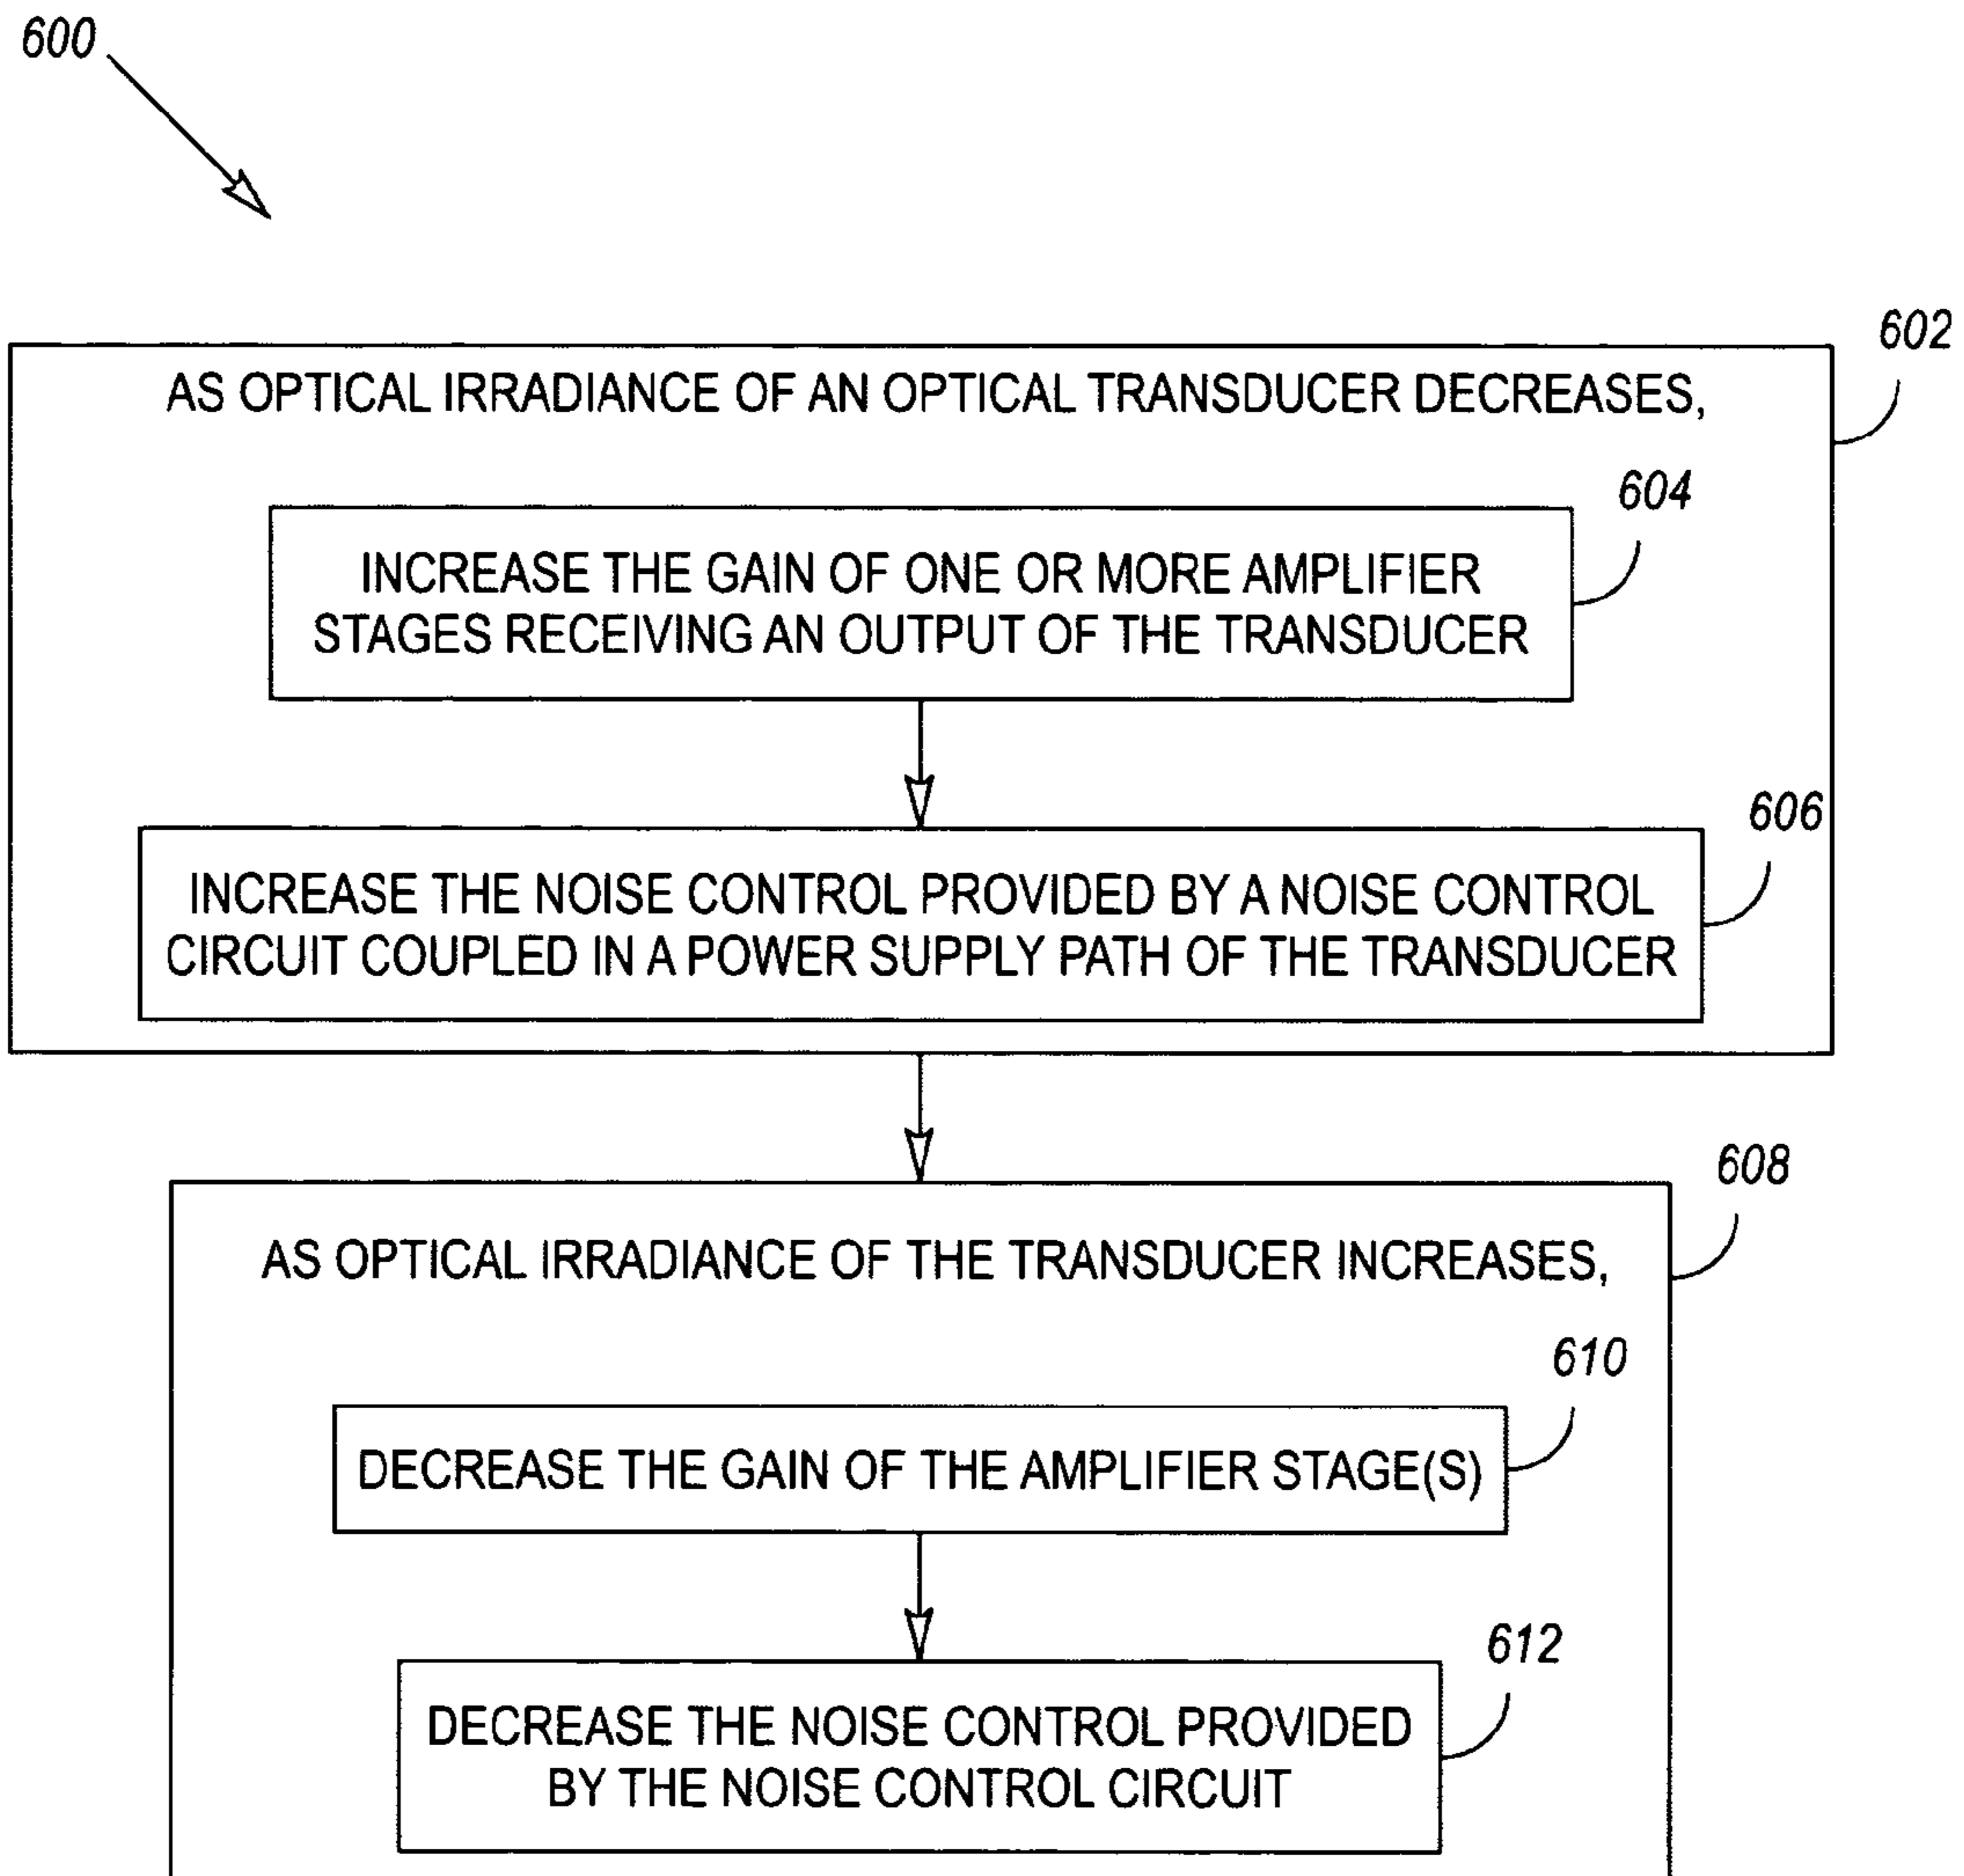 600
602
AS OPTICAL IRRADIANCE OF AN OPTICAL TRANSDUCER DECREASES,
604
INCREASE THE GAIN OF ONE OR MORE AMPLIFIER
STAGES RECEIVING AN OUTPUT OF THE TRANSDUCER
606
INCREASE THE NOISE CONTROL PROVIDED BY A NOISE CONTROL
CIRCUIT COUPLED IN A POWER SUPPLY PATH OF THE TRANSDUCER
608
AS OPTICAL IRRADIANCE OF THE TRANSDUCER INCREASES,
610
DECREASE THE GAIN OF THE AMPLIFIER STAGE(S)
612
DECREASE THE NOISE CONTROL PROVIDED
BY THE NOISE CONTROL CIRCUIT